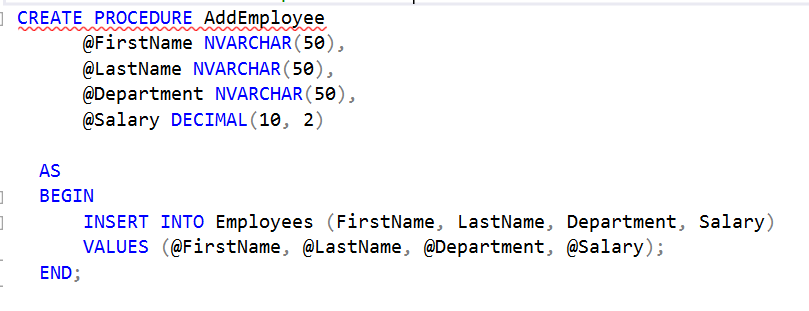 CREATE PROCEDURE AddEmployee
@FirstName NVARCHAR(50),
@LastName NVARCHAR(50),
@Department NVARCHAR(50),
@Salary DECIMAL(10, 2)
AS
BEGIN
INSERT INTO Employees (FirstName, LastName, Department, Salary)
VALUES (@FirstName, @LastName, @Department, @Salary);
END;